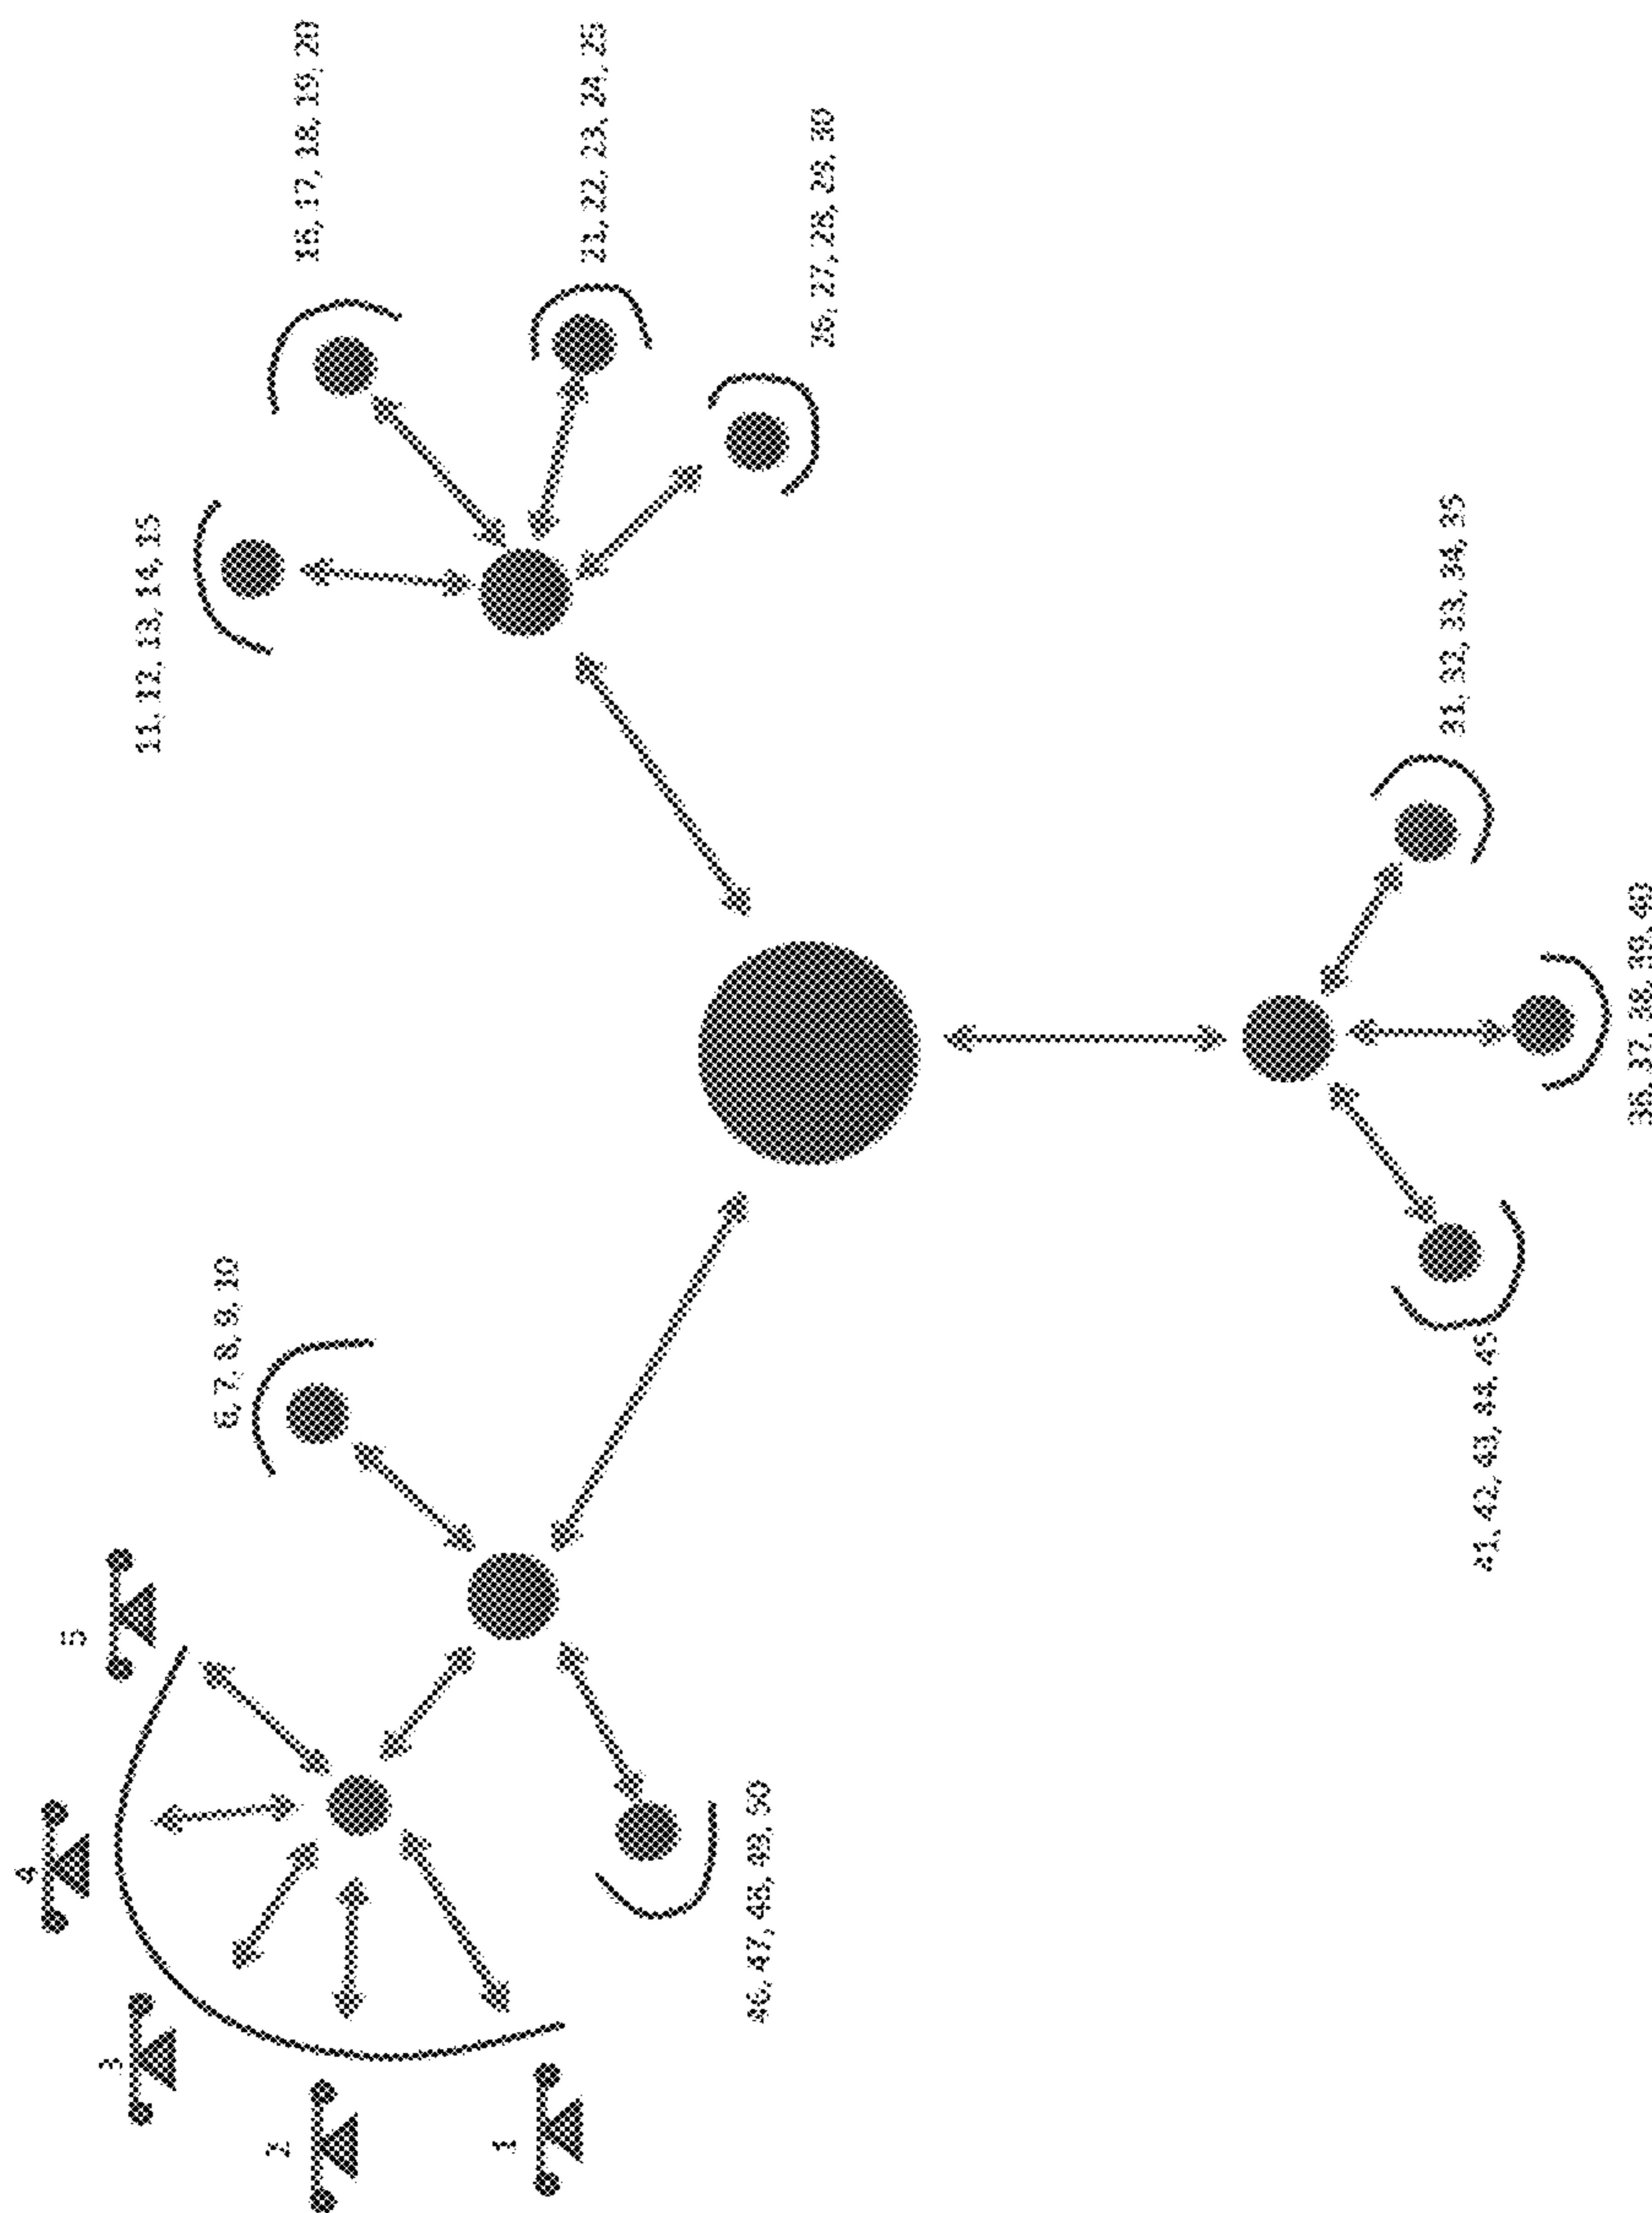 1
2
3
4
5
6, 7, 8, 9, 10
11, 12, 13, 14, 15
16, 17, 18, 19, 20
21, 22, 23, 24, 25
26, 27, 28, 29, 30
31, 32, 33, 34, 35
36, 37, 38, 39, 40
41, 42, 43, 44, 45
46, 47, 48, 49, 50